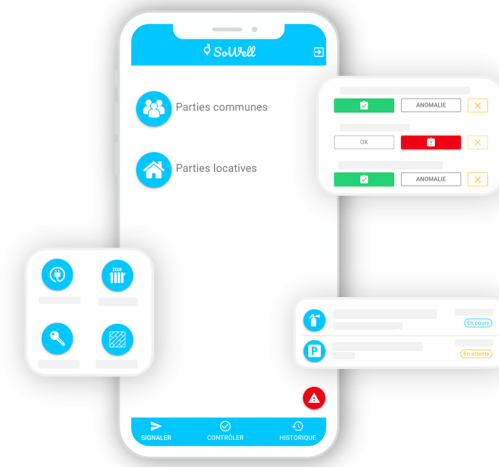 SoWell
Parties communes
Parties locatives
ANOMALIE
OK
ANOMALIE
P
En cours
En attente
SIGNALER
CONTRÔLER
HISTORIQUE